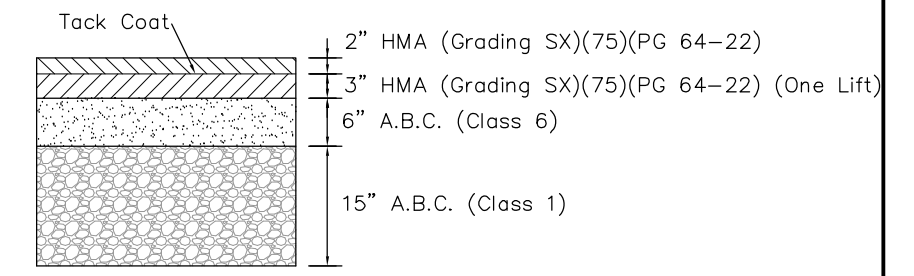 Tack Coat
2” HMA (Grading SX)(75)(PG 64–22)
3” HMA (Grading SX)(75)(PG 64–22) (One Lift)
6” A.B.C. (Class 6)
15” A.B.C. (Class 1)